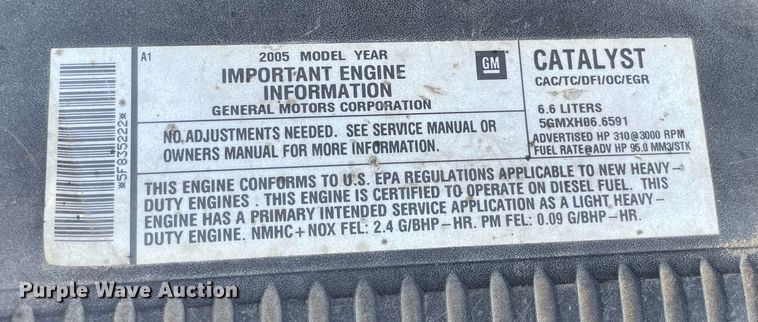 A1
2005 MODEL YEAR
IMPORTANT ENGINE
INFORMATION
GENERAL MOTORS CORPORATION
GM
CATALYST
CAC/TC/DFI/OC/EGR
NO ADJUSTMENTS NEEDED. SEE SERVICE MANUAL OR
OWNERS MANUAL FOR MORE INFORMATION.
6.6 LITERS
5GMXH06.6591
ADVERTISED HP 310@3000 RPM
FUEL RATE@ADV HP 95.0 MM3/STK
*5F835222*
THIS ENGINE CONFORMS TO U.S. EPA REGULATIONS APPLICABLE TO NEW HEAVY-
DUTY ENGINES. THIS ENGINE IS CERTIFIED TO OPERATE ON DIESEL FUEL. THIS
ENGINE HAS A PRIMARY INTENDED SERVICE APPLICATION AS A LIGHT HEAVY-
DUTY ENGINE. NMHC+NOX FEL: 2.4 G/BHP-HR. PM FEL: 0.09 G/BHP-HR.
Purple Wave Auction